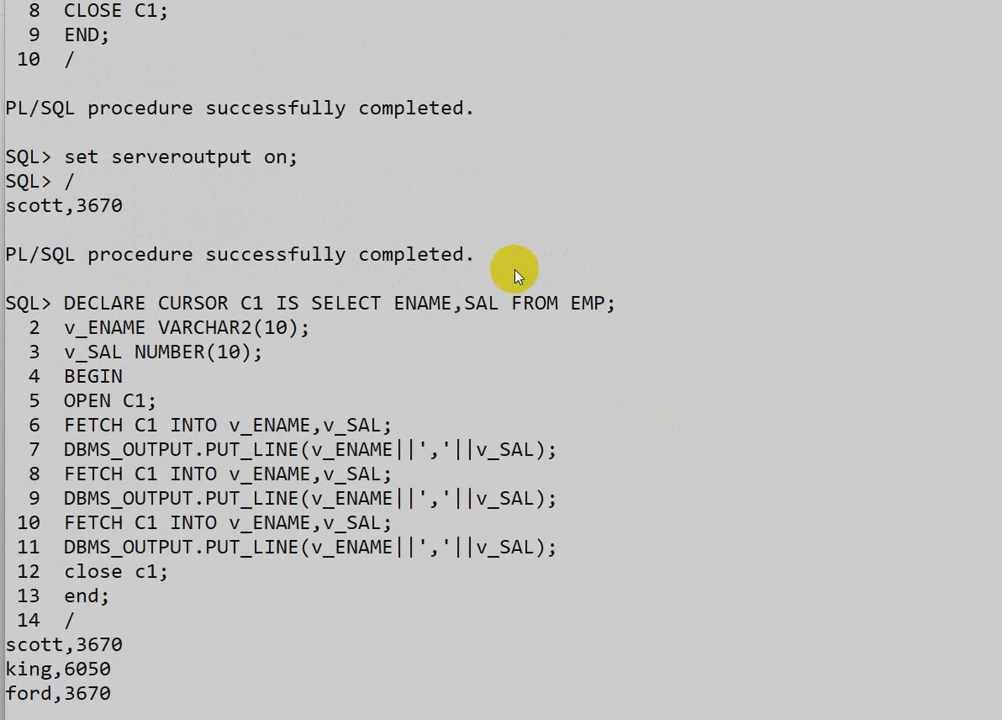 8 CLOSE C1;
9 END;
10 /
PL/SQL procedure successfully completed.
SQL> set serveroutput on;
SQL> /
scott,3670
PL/SQL procedure successfully completed.
SQL> DECLARE CURSOR C1 IS SELECT ENAME,SAL FROM EMP;
2 v_ENAME VARCHAR2(10);
3 v_SAL NUMBER(10);
4 BEGIN
5 OPEN C1;
6 FETCH C1 INTO v_ENAME,v_SAL;
7 DBMS_OUTPUT.PUT_LINE(v_ENAME||','||v_SAL);
8 FETCH C1 INTO v_ENAME,v_SAL;
9 DBMS_OUTPUT.PUT_LINE(v_ENAME||','||v_SAL);
10 FETCH C1 INTO v_ENAME,v_SAL;
11 DBMS_OUTPUT.PUT_LINE(v_ENAME||','||v_SAL);
12 close c1;
13 end;
14 /
scott,3670
king,6050
ford,3670